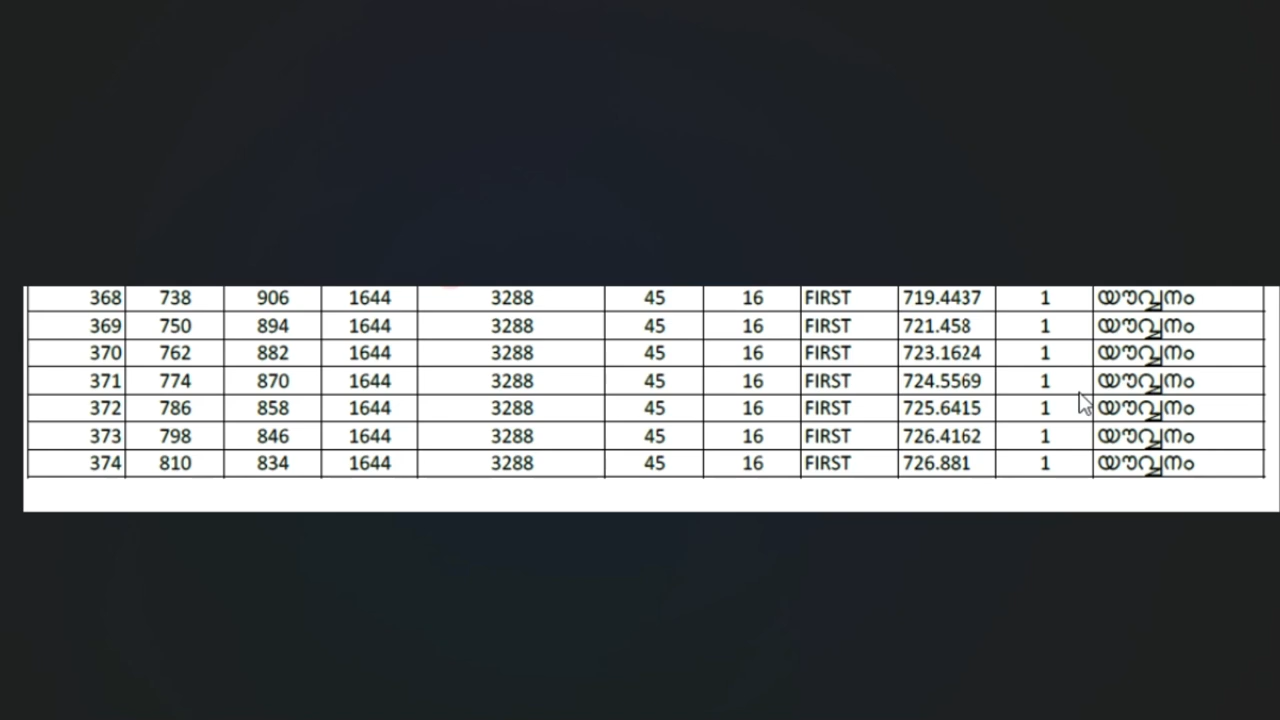 368 738 906 1644 3288 45 16 FIRST 719.4437 1 യൗവ്വനം
369 750 894 1644 3288 45 16 FIRST 721.458 1 യൗവ്വനം
370 762 882 1644 3288 45 16 FIRST 723.1624 1 യൗവ്വനം
371 774 870 1644 3288 45 16 FIRST 724.5569 1 യൗവ്വനം
372 786 858 1644 3288 45 16 FIRST 725.6415 1 യൗവ്വനം
373 798 846 1644 3288 45 16 FIRST 726.4162 1 യൗവ്വനം
374 810 834 1644 3288 45 16 FIRST 726.881 1 യൗവ്വനം